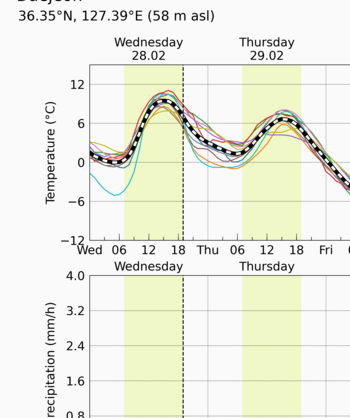 36.35°N, 127.39°E (58 m asl)
Wednesday Thursday
28.02 29.02
Temperature (°C)
12
6
0
−6
−12
Wed 06 12 18 Thu 06 12 18 Fri
Wednesday Thursday
4.0
3.2
2.4
1.6
0.8
recipitation (mm/h)